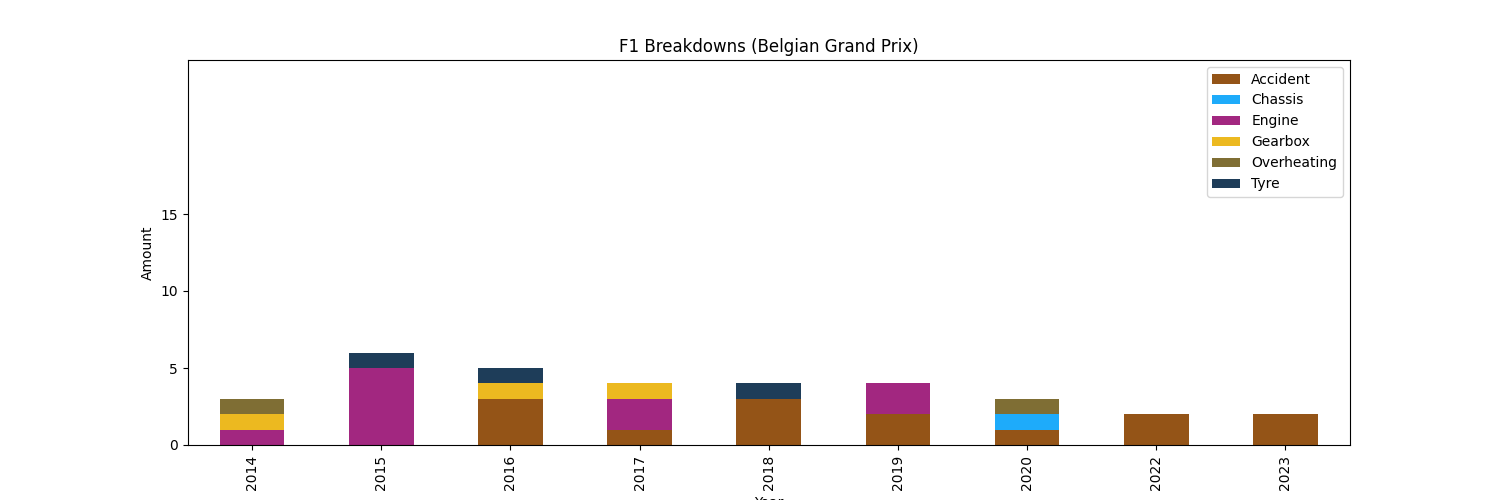 F1 Breakdowns (Belgian Grand Prix)
Accident
Chassis
Engine
Gearbox
Overheating
Tyre
Amount
15
10
5
0
2014
2015
2016
2017
2018
2019
2020
2022
2023